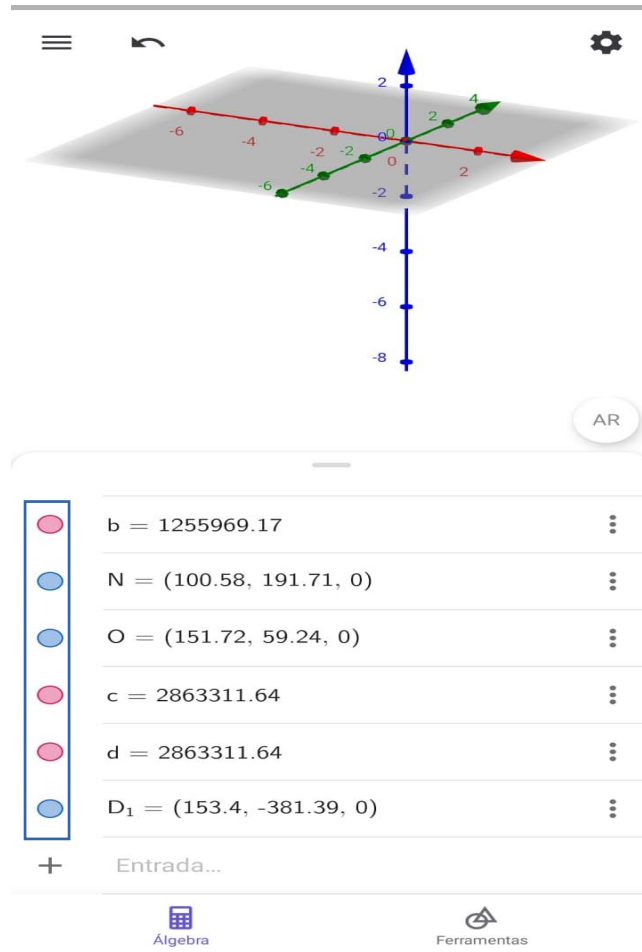 2
4
2
0
0
-6
-4
-2
-2
0
2
-4
-6
-2
-4
-6
-8
AR
b = 1255969.17
N = (100.58, 191.71, 0)
O = (151.72, 59.24, 0)
c = 2863311.64
d = 2863311.64
D₁ = (153.4, -381.39, 0)
+ Entrada...
Álgebra
Ferramentas